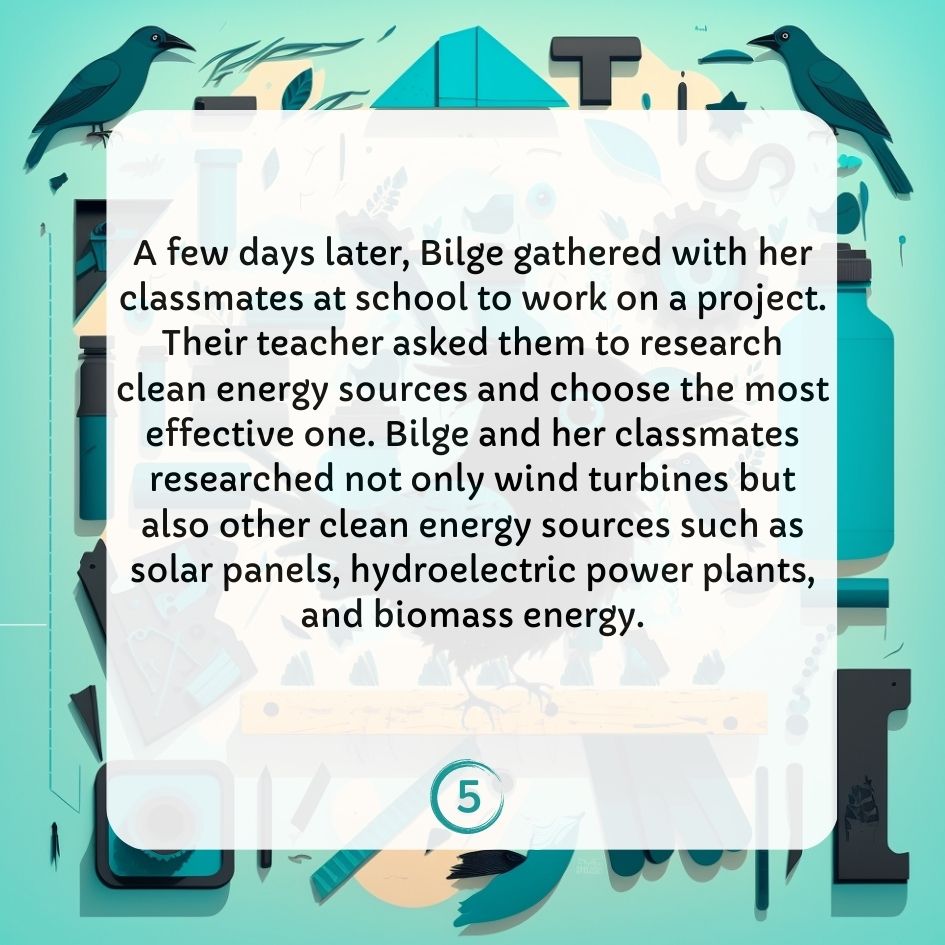 A few days later, Bilge gathered with her
classmates at school to work on a project.
Their teacher asked them to research
clean energy sources and choose the most
effective one. Bilge and her classmates
researched not only wind turbines but
also other clean energy sources such as
solar panels, hydroelectric power plants,
and biomass energy.
5